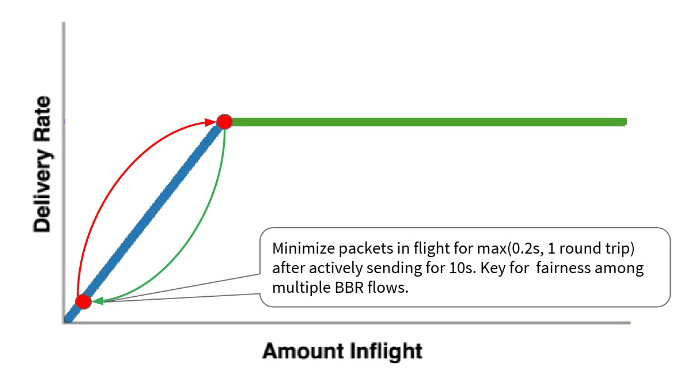 Delivery Rate
Minimize packets in flight for max(0.2s, 1 round trip)
after actively sending for 10s. Key for fairness among
multiple BBR flows.
Amount Inflight